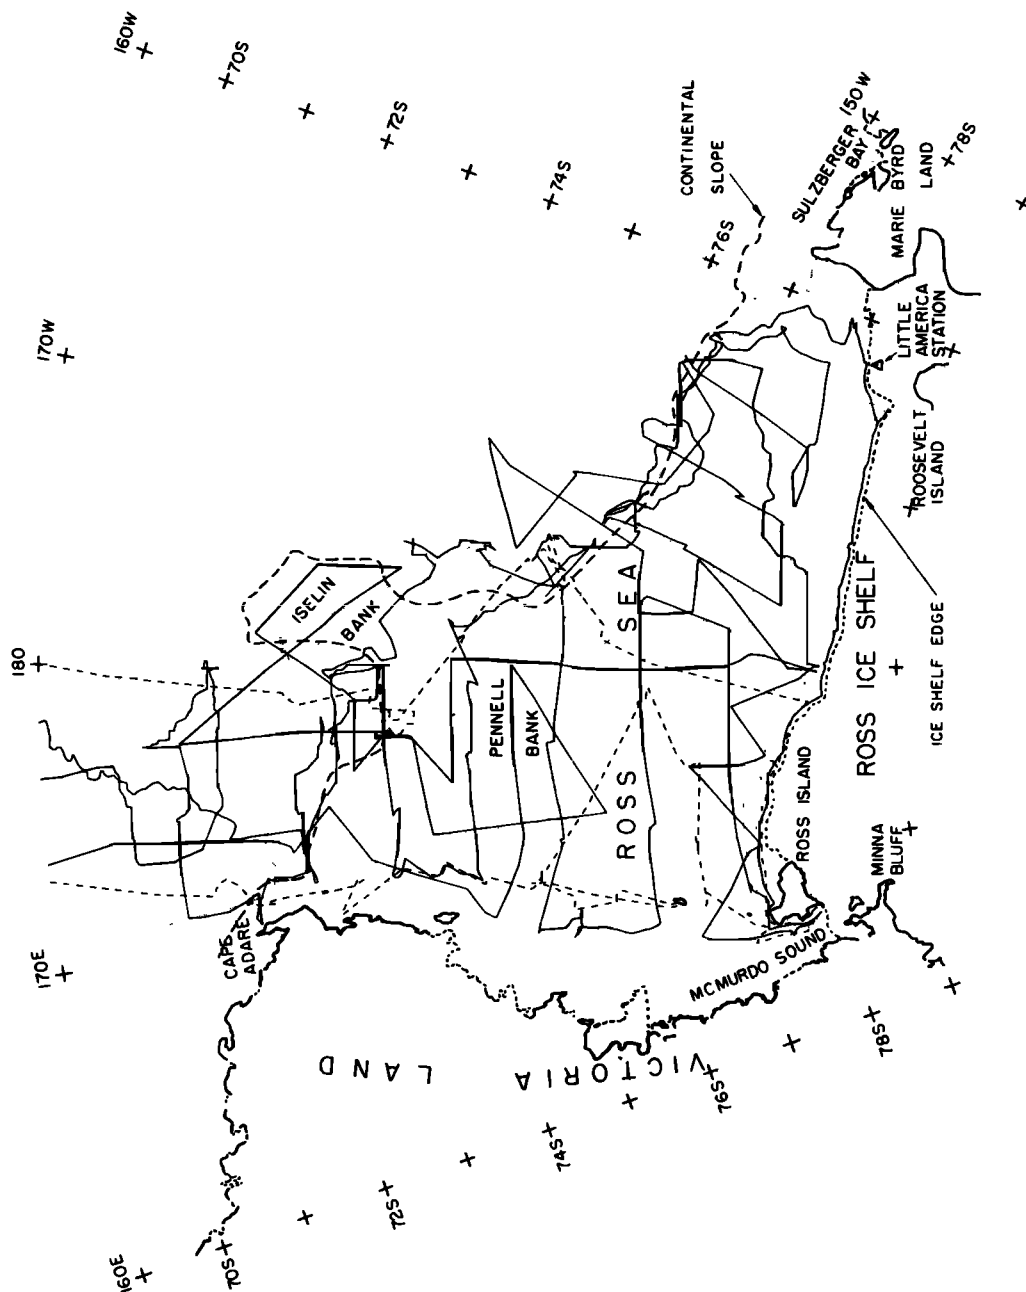 160W
70S
72S
74S
76S
78S
CONTINENTAL
SLOPE
SULZBERGER 150W
BAY
MARIE BYRD
LAND
170W
LITTLE
AMERICA
STATION
ROOSEVELT
ISLAND
180
ISELIN
BANK
PENNELL
BANK
ROSS SEA
ROSS ICE SHELF
ICE SHELF EDGE
ROSS ISLAND
MINNA
BLUFF
170E
CAPE
ADARE
MCMURDO SOUND
VICTORIA LAND
160E
70S
72S
74S
76S
78S